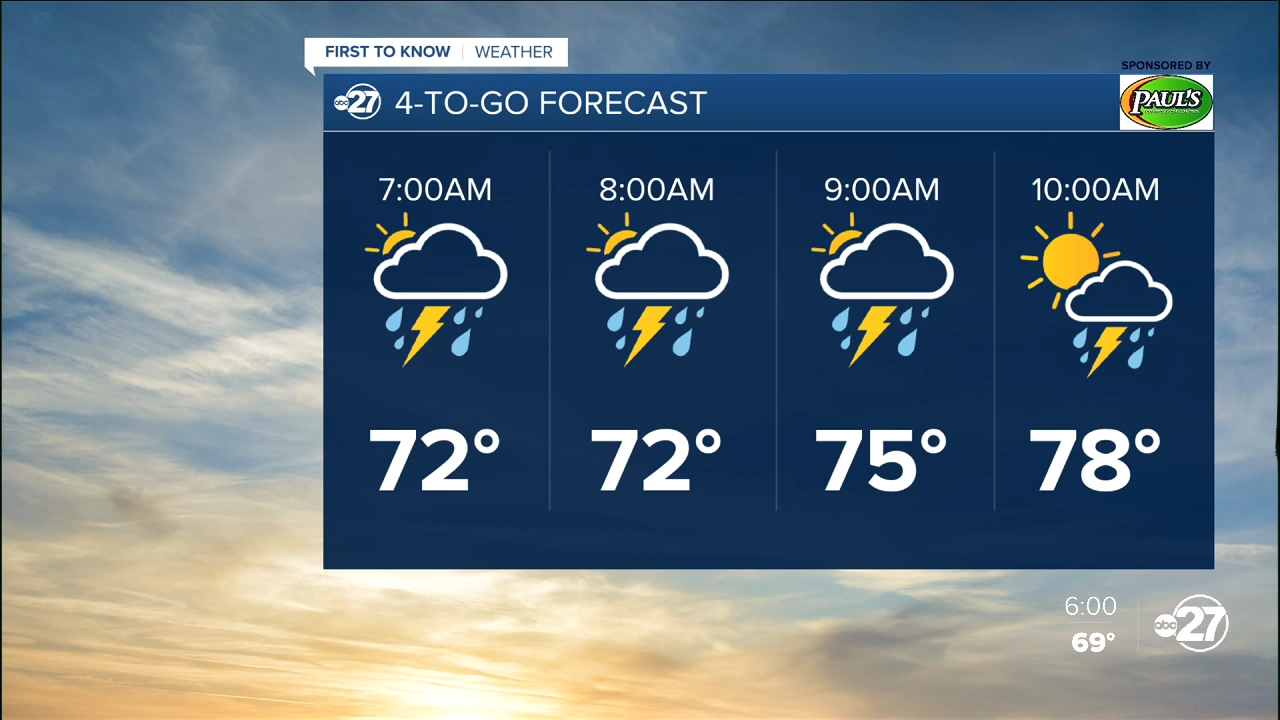 FIRST TO KNOW WEATHER
SPONSORED BY
abc 27 4-TO-GO FORECAST
PAUL'S
7:00AM 8:00AM 9:00AM 10:00AM
72° 72° 75° 78°
6:00
69°
abc 27